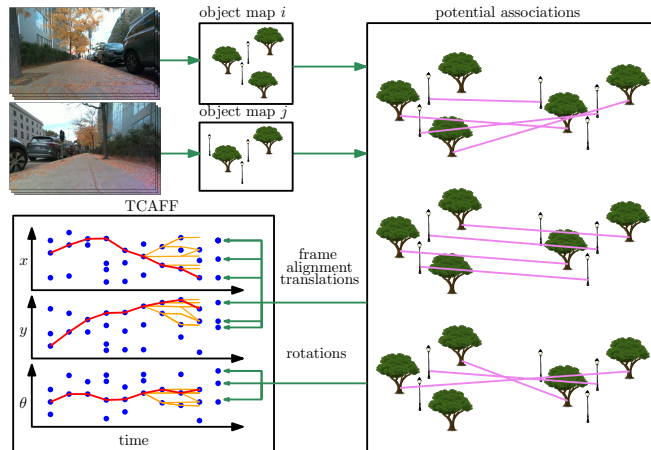 object map i
potential associations
object map j
TCAFF
x
y
θ
time
frame
alignment
translations
rotations